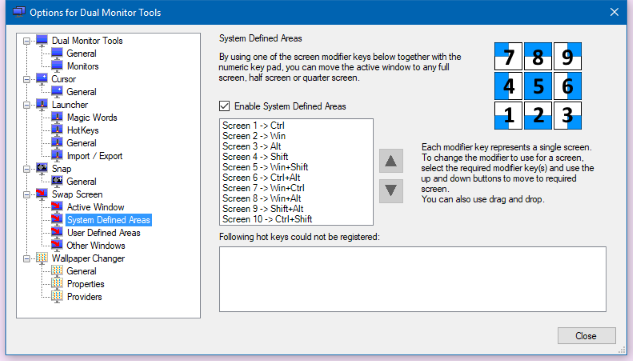 Options for Dual Monitor Tools
Dual Monitor Tools
General
Monitors
Cursor
General
Launcher
Magic Words
HotKeys
General
Import / Export
Snap
General
Swap Screen
Active Window
System Defined Areas
User Defined Areas
Other Windows
Wallpaper Changer
General
Properties
Providers
System Defined Areas
By using one of the screen modifier keys below together with the
numeric key pad, you can move the active window to any full
screen, half screen or quarter screen.
7 8 9
4 5 6
1 2 3
Enable System Defined Areas
Screen 1 -> Ctrl
Screen 2 -> Win
Screen 3 -> Alt
Screen 4 -> Shift
Screen 5 -> Win+Shift
Screen 6 -> Ctrl+Alt
Screen 7 -> Win+Ctrl
Screen 8 -> Win+Alt
Screen 9 -> Shift+Alt
Screen 10 -> Ctrl+Shift
Each modifier key represents a single screen.
To change the modifier to use for a screen,
select the required modifier key(s) and use the
up and down buttons to move to required
screen.
You can also use drag and drop.
Following hot keys could not be registered:
Close